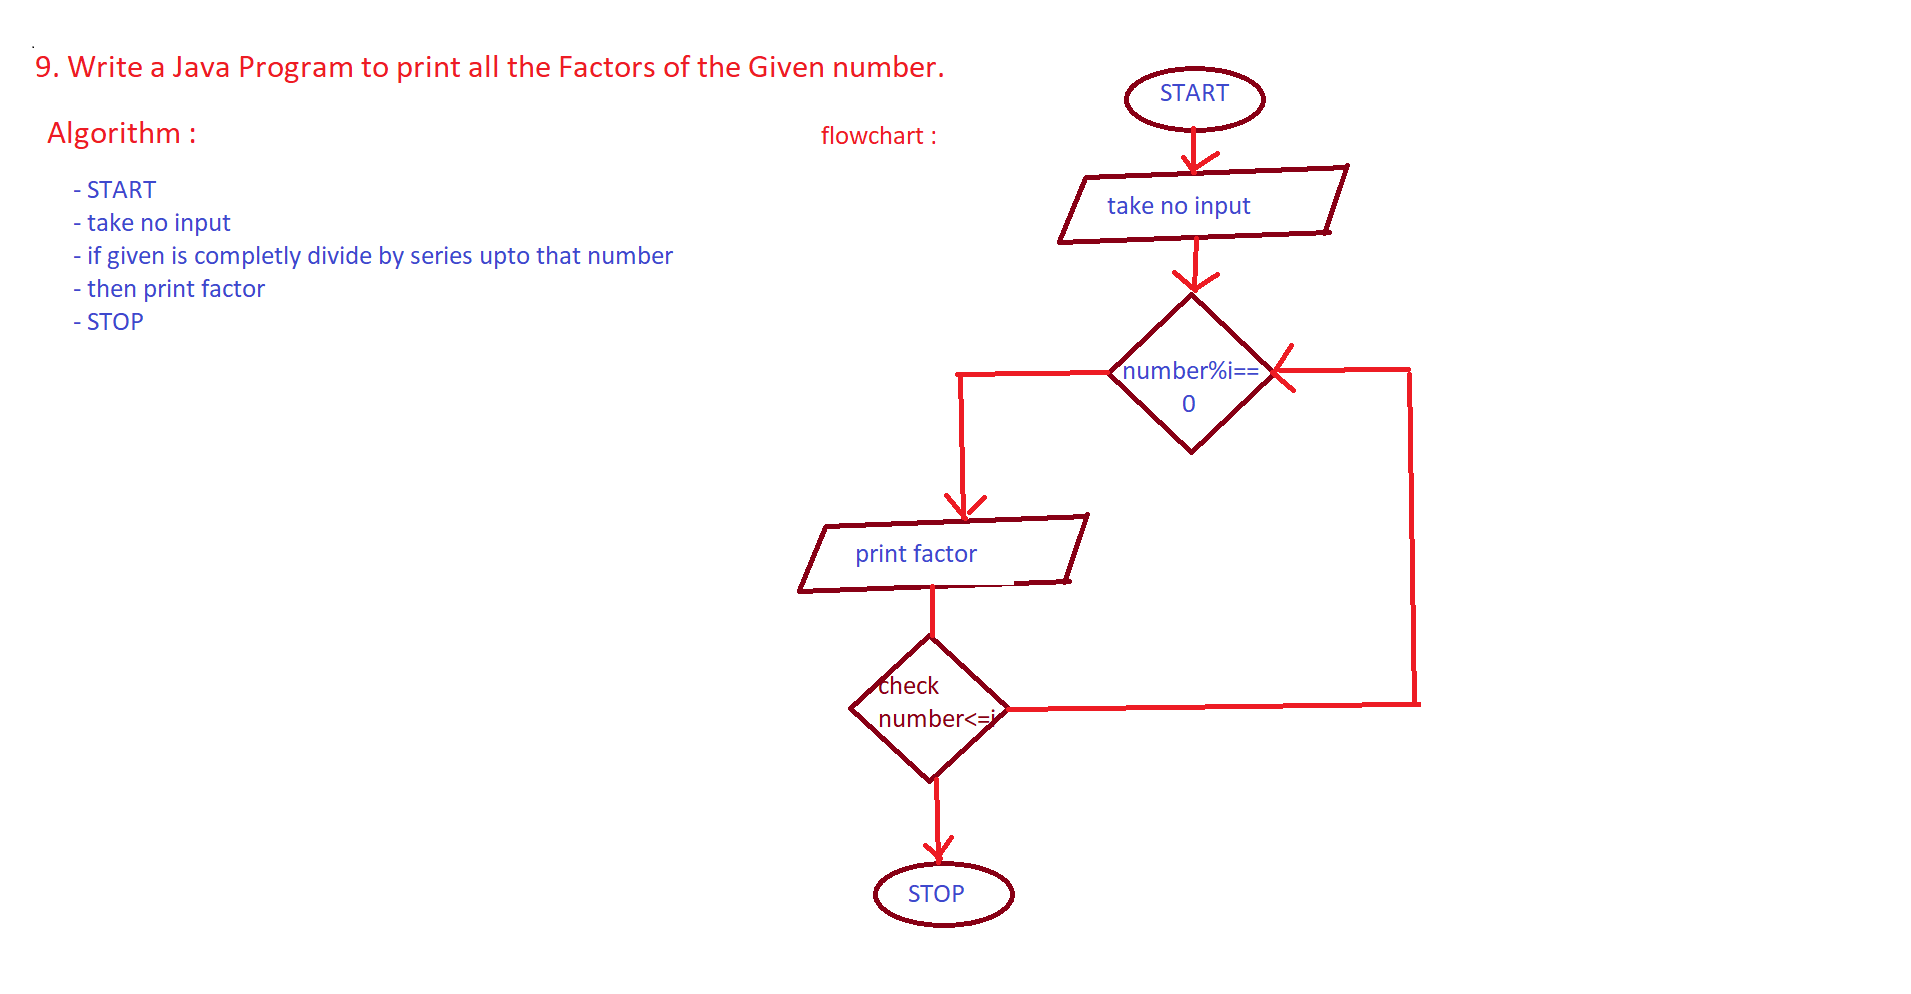 9. Write a Java Program to print all the Factors of the Given number.
Algorithm :
- START
- take no input
- if given is completly divide by series upto that number
- then print factor
- STOP
flowchart :
START
take no input
number%i==
0
print factor
check
number<=i
STOP